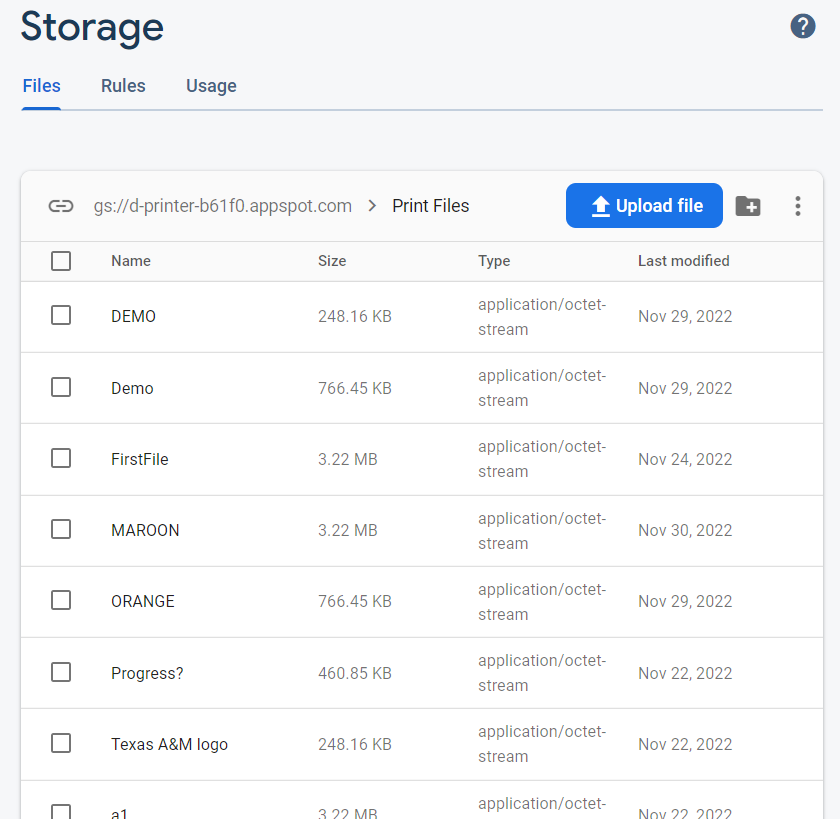 Storage
?
Files Rules Usage
gs://d-printer-b61f0.appspot.com > Print Files Upload file
Name Size Type Last modified
DEMO 248.16 KB application/octet-stream Nov 29, 2022
Demo 766.45 KB application/octet-stream Nov 29, 2022
FirstFile 3.22 MB application/octet-stream Nov 24, 2022
MAROON 3.22 MB application/octet-stream Nov 30, 2022
ORANGE 766.45 KB application/octet-stream Nov 29, 2022
Progress? 460.85 KB application/octet-stream Nov 22, 2022
Texas A&M logo 248.16 KB application/octet-stream Nov 22, 2022
a1 3.22 MB application/octet- Nov 22, 2022